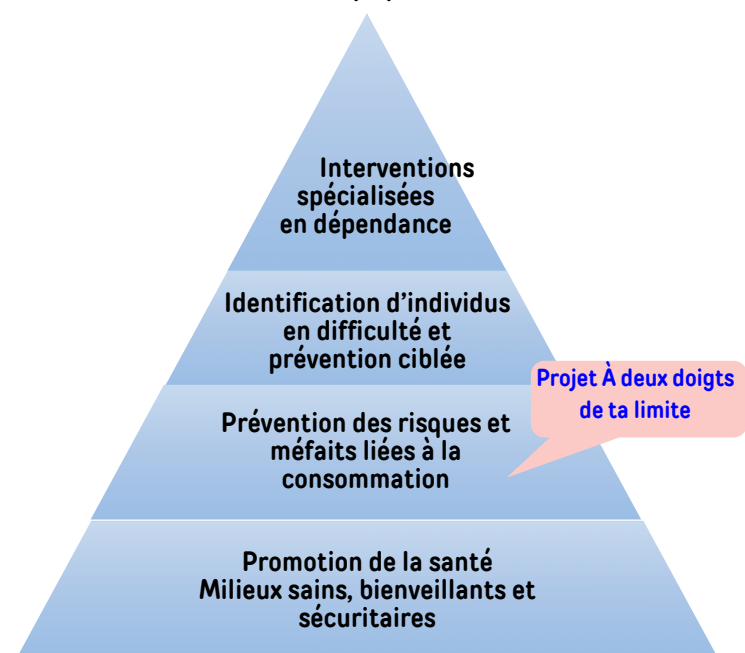 Interventions
spécialisées
en dépendance
Identification d’individus
en difficulté et
prévention ciblée
Projet À deux doigts
de ta limite
Prévention des risques et
méfaits liées à la
consommation
Promotion de la santé
Milieux sains, bienveillants et
sécuritaires